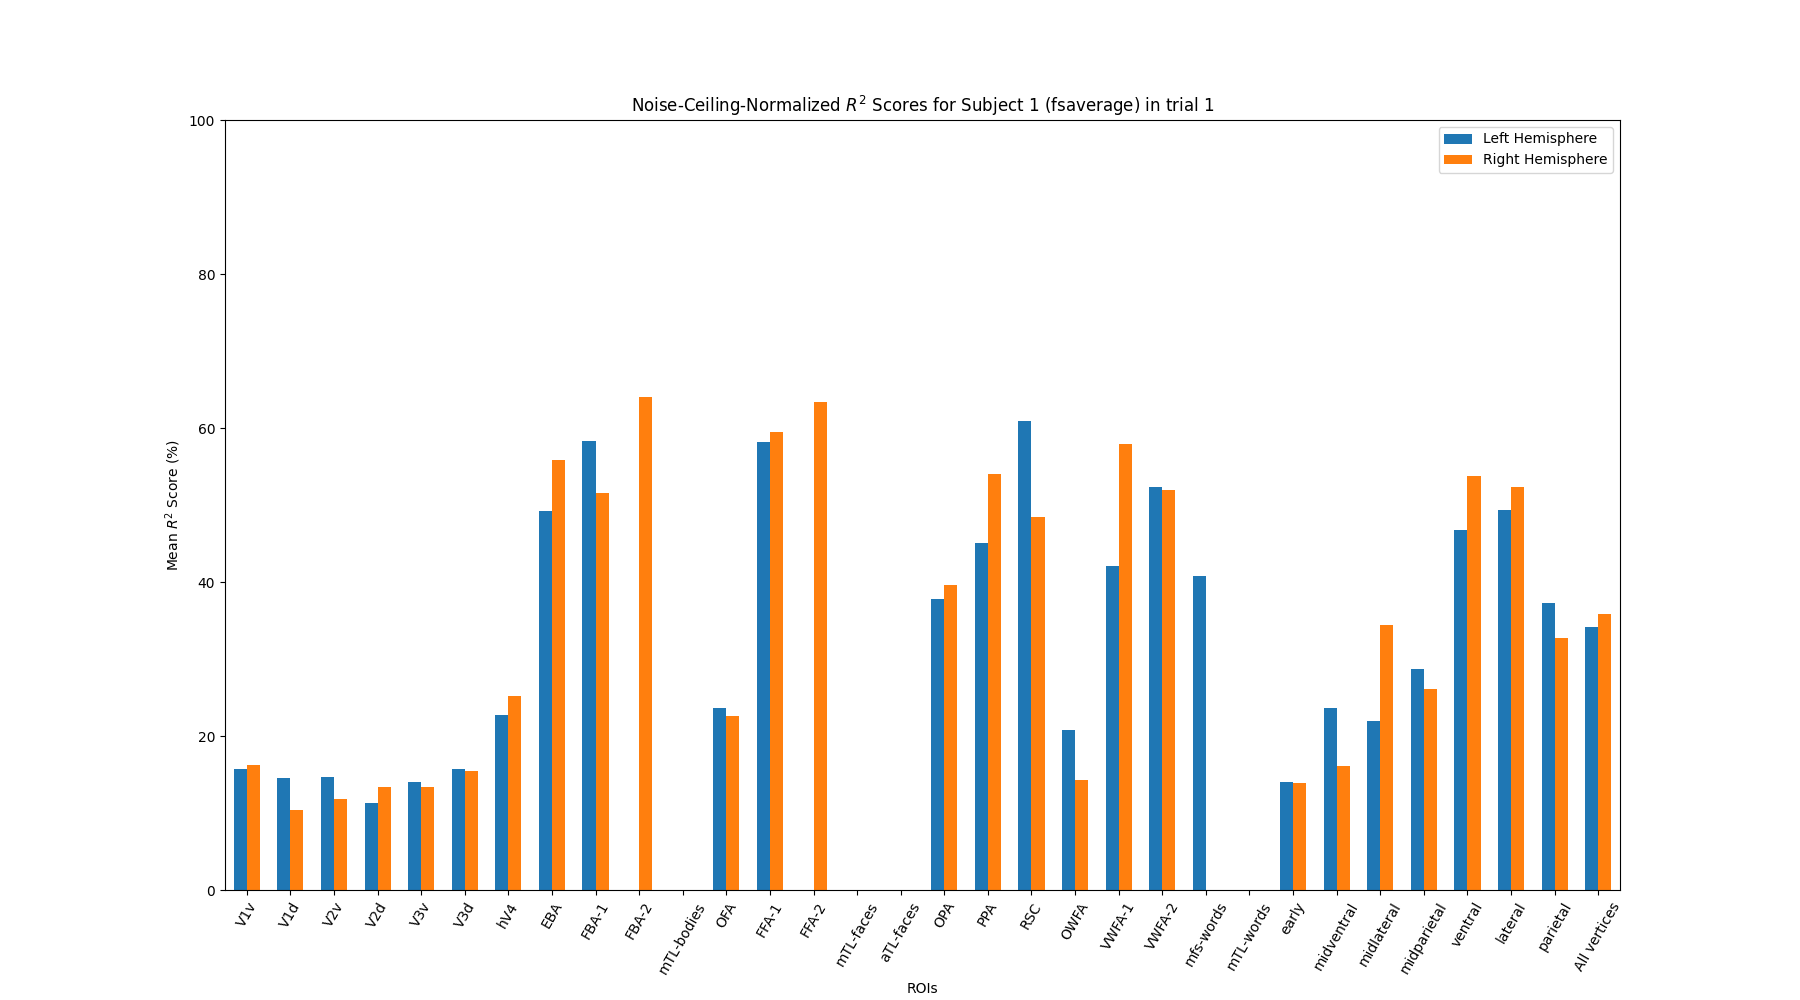 Noise-Ceiling-Normalized R² Scores for Subject 1 (fsaverage) in trial 1
Left Hemisphere
Right Hemisphere
100
80
60
40
20
0
Mean R² Score (%)
V1v
V1d
V2v
V2d
V3v
V3d
hV4
EBA
FBA-1
FBA-2
mTL-bodies
OFA
FFA-1
FFA-2
mTL-faces
aTL-faces
OPA
PPA
RSC
OWFA
VWFA-1
VWFA-2
mfs-words
mTL-words
early
midventral
midlateral
midparietal
ventral
lateral
parietal
All vertices
ROIs